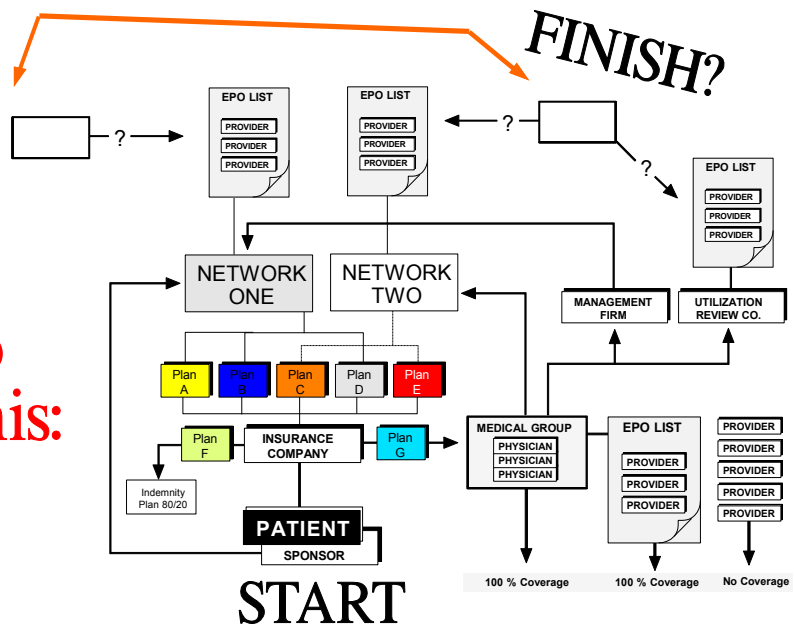 FINISH?
EPO LIST
PROVIDER
PROVIDER
PROVIDER
EPO LIST
PROVIDER
PROVIDER
PROVIDER
?
?
?
EPO LIST
PROVIDER
PROVIDER
PROVIDER
NETWORK
ONE
NETWORK
TWO
MANAGEMENT
FIRM
UTILIZATION
REVIEW CO.
Plan
A
Plan
B
Plan
C
Plan
D
Plan
E
his:
Plan
F
INSURANCE
COMPANY
Plan
G
MEDICAL GROUP
PHYSICIAN
PHYSICIAN
PHYSICIAN
EPO LIST
PROVIDER
PROVIDER
PROVIDER
PROVIDER
PROVIDER
PROVIDER
PROVIDER
PROVIDER
Indemnity
Plan 80/20
PATIENT
SPONSOR
START
100 % Coverage
100 % Coverage
No Coverage